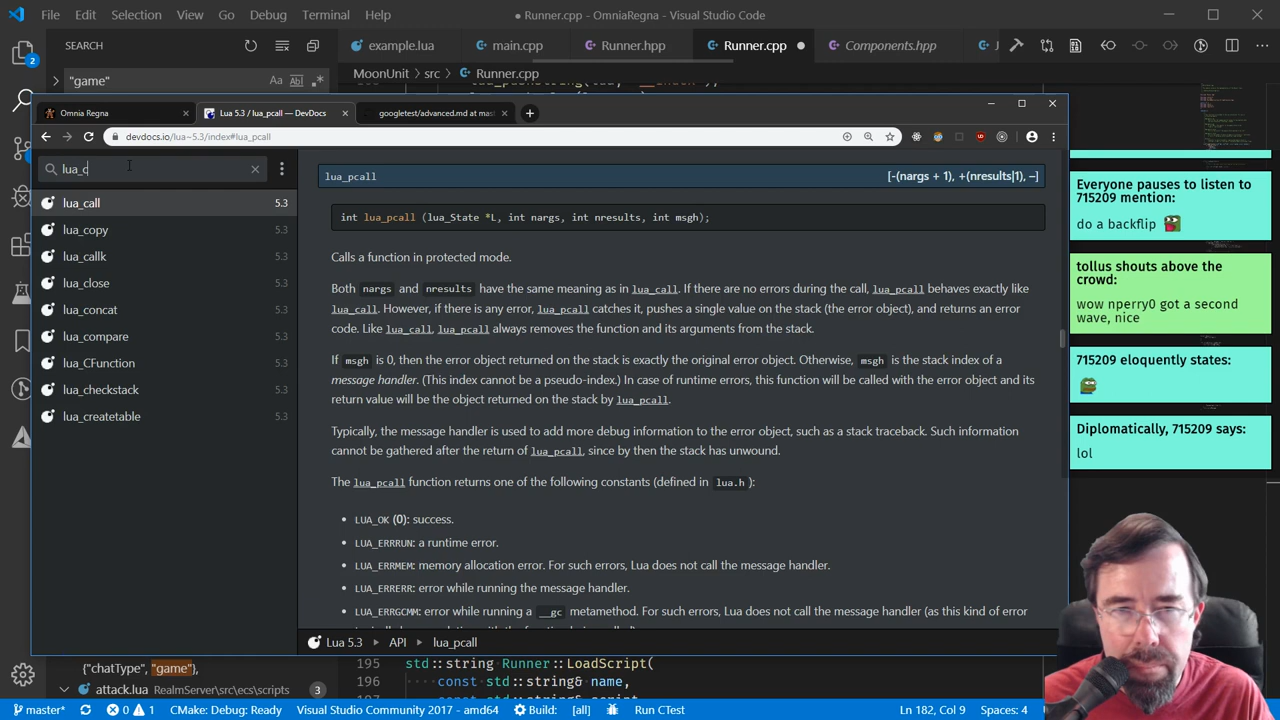 File Edit Selection View Go Debug Terminal Help
● Runner.cpp - OmniaRegna - Visual Studio Code
SEARCH
example.lua
main.cpp
Runner.hpp
Runner.cpp
Components.hpp
"game"
MoonUnit > src > Runner.cpp
Omnia Regna
Lua 5.3 / lua_pcall — DevDocs
googletest/advanced.md at mas
devdocs.io/lua~5.3/index#lua_pcall
lua_c
lua_call 5.3
lua_copy 5.3
lua_callk 5.3
lua_close 5.3
lua_concat 5.3
lua_compare 5.3
lua_CFunction 5.3
lua_checkstack 5.3
lua_createtable 5.3
lua_pcall
[-(nargs + 1), +(nresults|1), –]
int lua_pcall (lua_State *L, int nargs, int nresults, int msgh);
Calls a function in protected mode.
Both nargs and nresults have the same meaning as in lua_call. If there are no errors during the call, lua_pcall behaves exactly like
lua_call. However, if there is any error, lua_pcall catches it, pushes a single value on the stack (the error object), and returns an error
code. Like lua_call, lua_pcall always removes the function and its arguments from the stack.
If msgh is 0, then the error object returned on the stack is exactly the original error object. Otherwise, msgh is the stack index of a
message handler. (This index cannot be a pseudo-index.) In case of runtime errors, this function will be called with the error object and its
return value will be the object returned on the stack by lua_pcall.
Typically, the message handler is used to add more debug information to the error object, such as a stack traceback. Such information
cannot be gathered after the return of lua_pcall, since by then the stack has unwound.
The lua_pcall function returns one of the following constants (defined in lua.h):
• LUA_OK (0): success.
• LUA_ERRRUN: a runtime error.
• LUA_ERRMEM: memory allocation error. For such errors, Lua does not call the message handler.
• LUA_ERRERR: error while running the message handler.
• LUA_ERRGCMM: error while running a __gc metamethod. For such errors, Lua does not call the message handler (as this kind of
Lua 5.3 > API > lua_pcall
Everyone pauses to listen to
715209 mention:
do a backflip
tollus shouts above the
crowd:
wow nperry0 got a second
wave, nice
715209 eloquently states:
Diplomatically, 715209 says:
lol
{"chatType", "game"},
attack.lua RealmServer\src\ecs\scripts 3
195 std::string Runner::LoadScript(
196 const std::string& name,
master*
0 1
CMake: Debug: Ready
Visual Studio Community 2017 - amd64
Build: [all]
Run CTest
Ln 182, Col 9
Spaces: 4